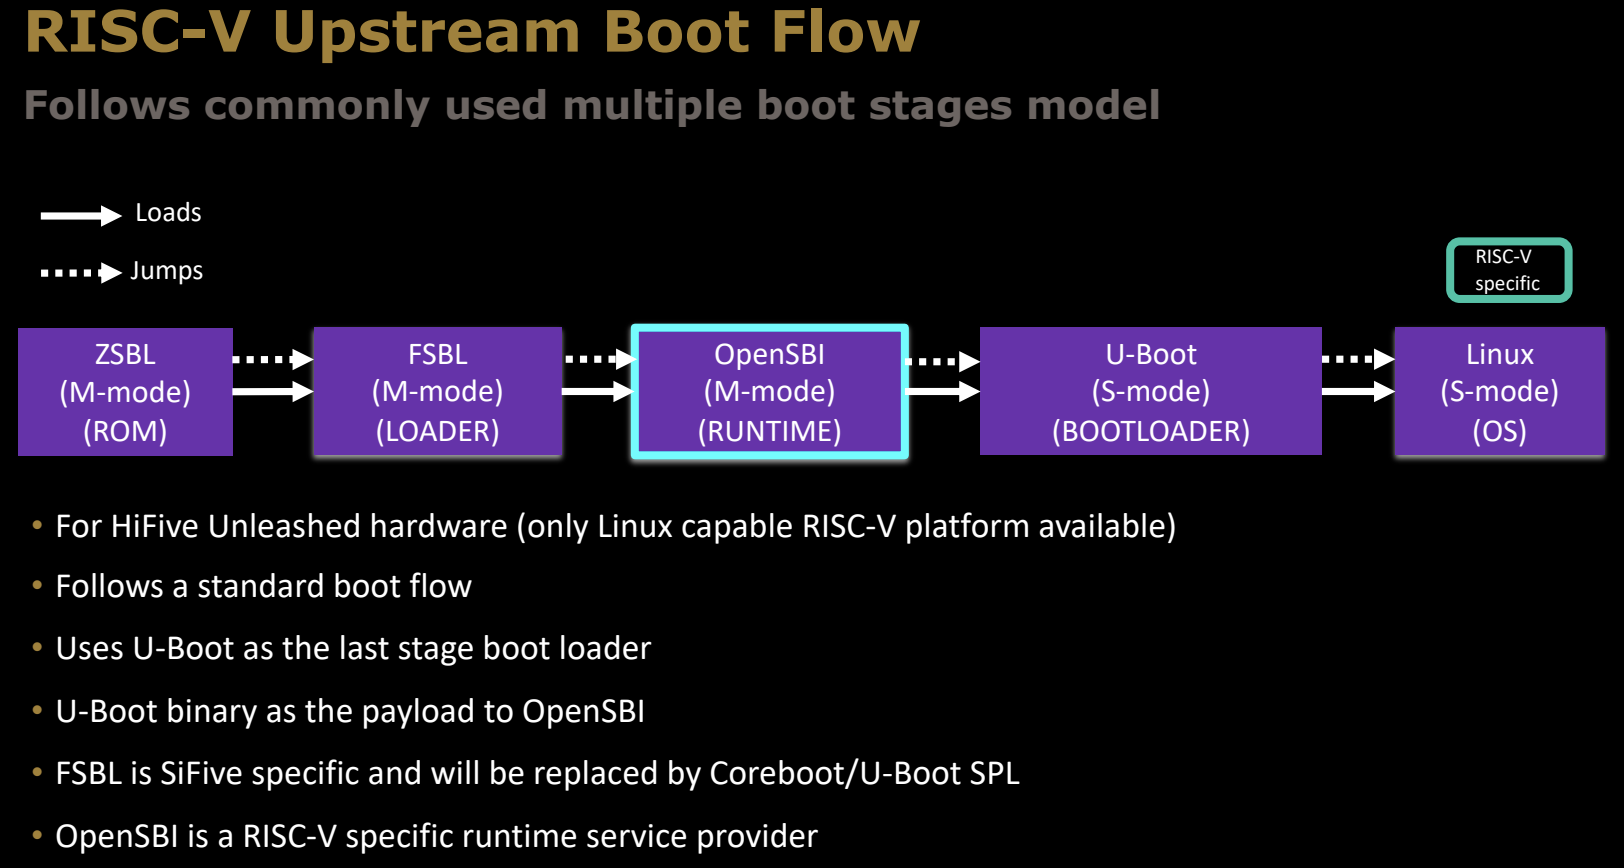 RISC-V Upstream Boot Flow
Follows commonly used multiple boot stages model
Loads
Jumps
RISC-V
specific
ZSBL
(M-mode)
(ROM)
FSBL
(M-mode)
(LOADER)
OpenSBI
(M-mode)
(RUNTIME)
U-Boot
(S-mode)
(BOOTLOADER)
Linux
(S-mode)
(OS)
• For HiFive Unleashed hardware (only Linux capable RISC-V platform available)
• Follows a standard boot flow
• Uses U-Boot as the last stage boot loader
• U-Boot binary as the payload to OpenSBI
• FSBL is SiFive specific and will be replaced by Coreboot/U-Boot SPL
• OpenSBI is a RISC-V specific runtime service provider